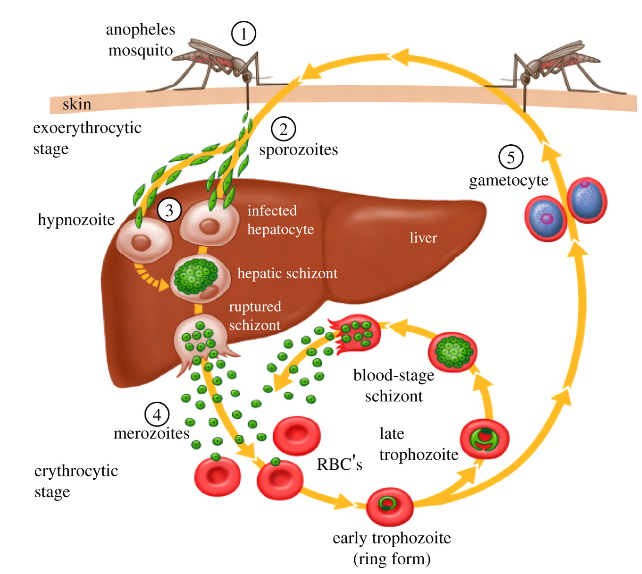 anopheles
mosquito
1
skin
exoerythrocytic
stage
2
sporozoites
hypnozoite
3
infected
hepatocyte
liver
hepatic schizont
ruptured
schizont
4
merozoites
erythrocytic
stage
RBC's
blood-stage
schizont
late
trophozoite
early trophozoite
(ring form)
5
gametocyte